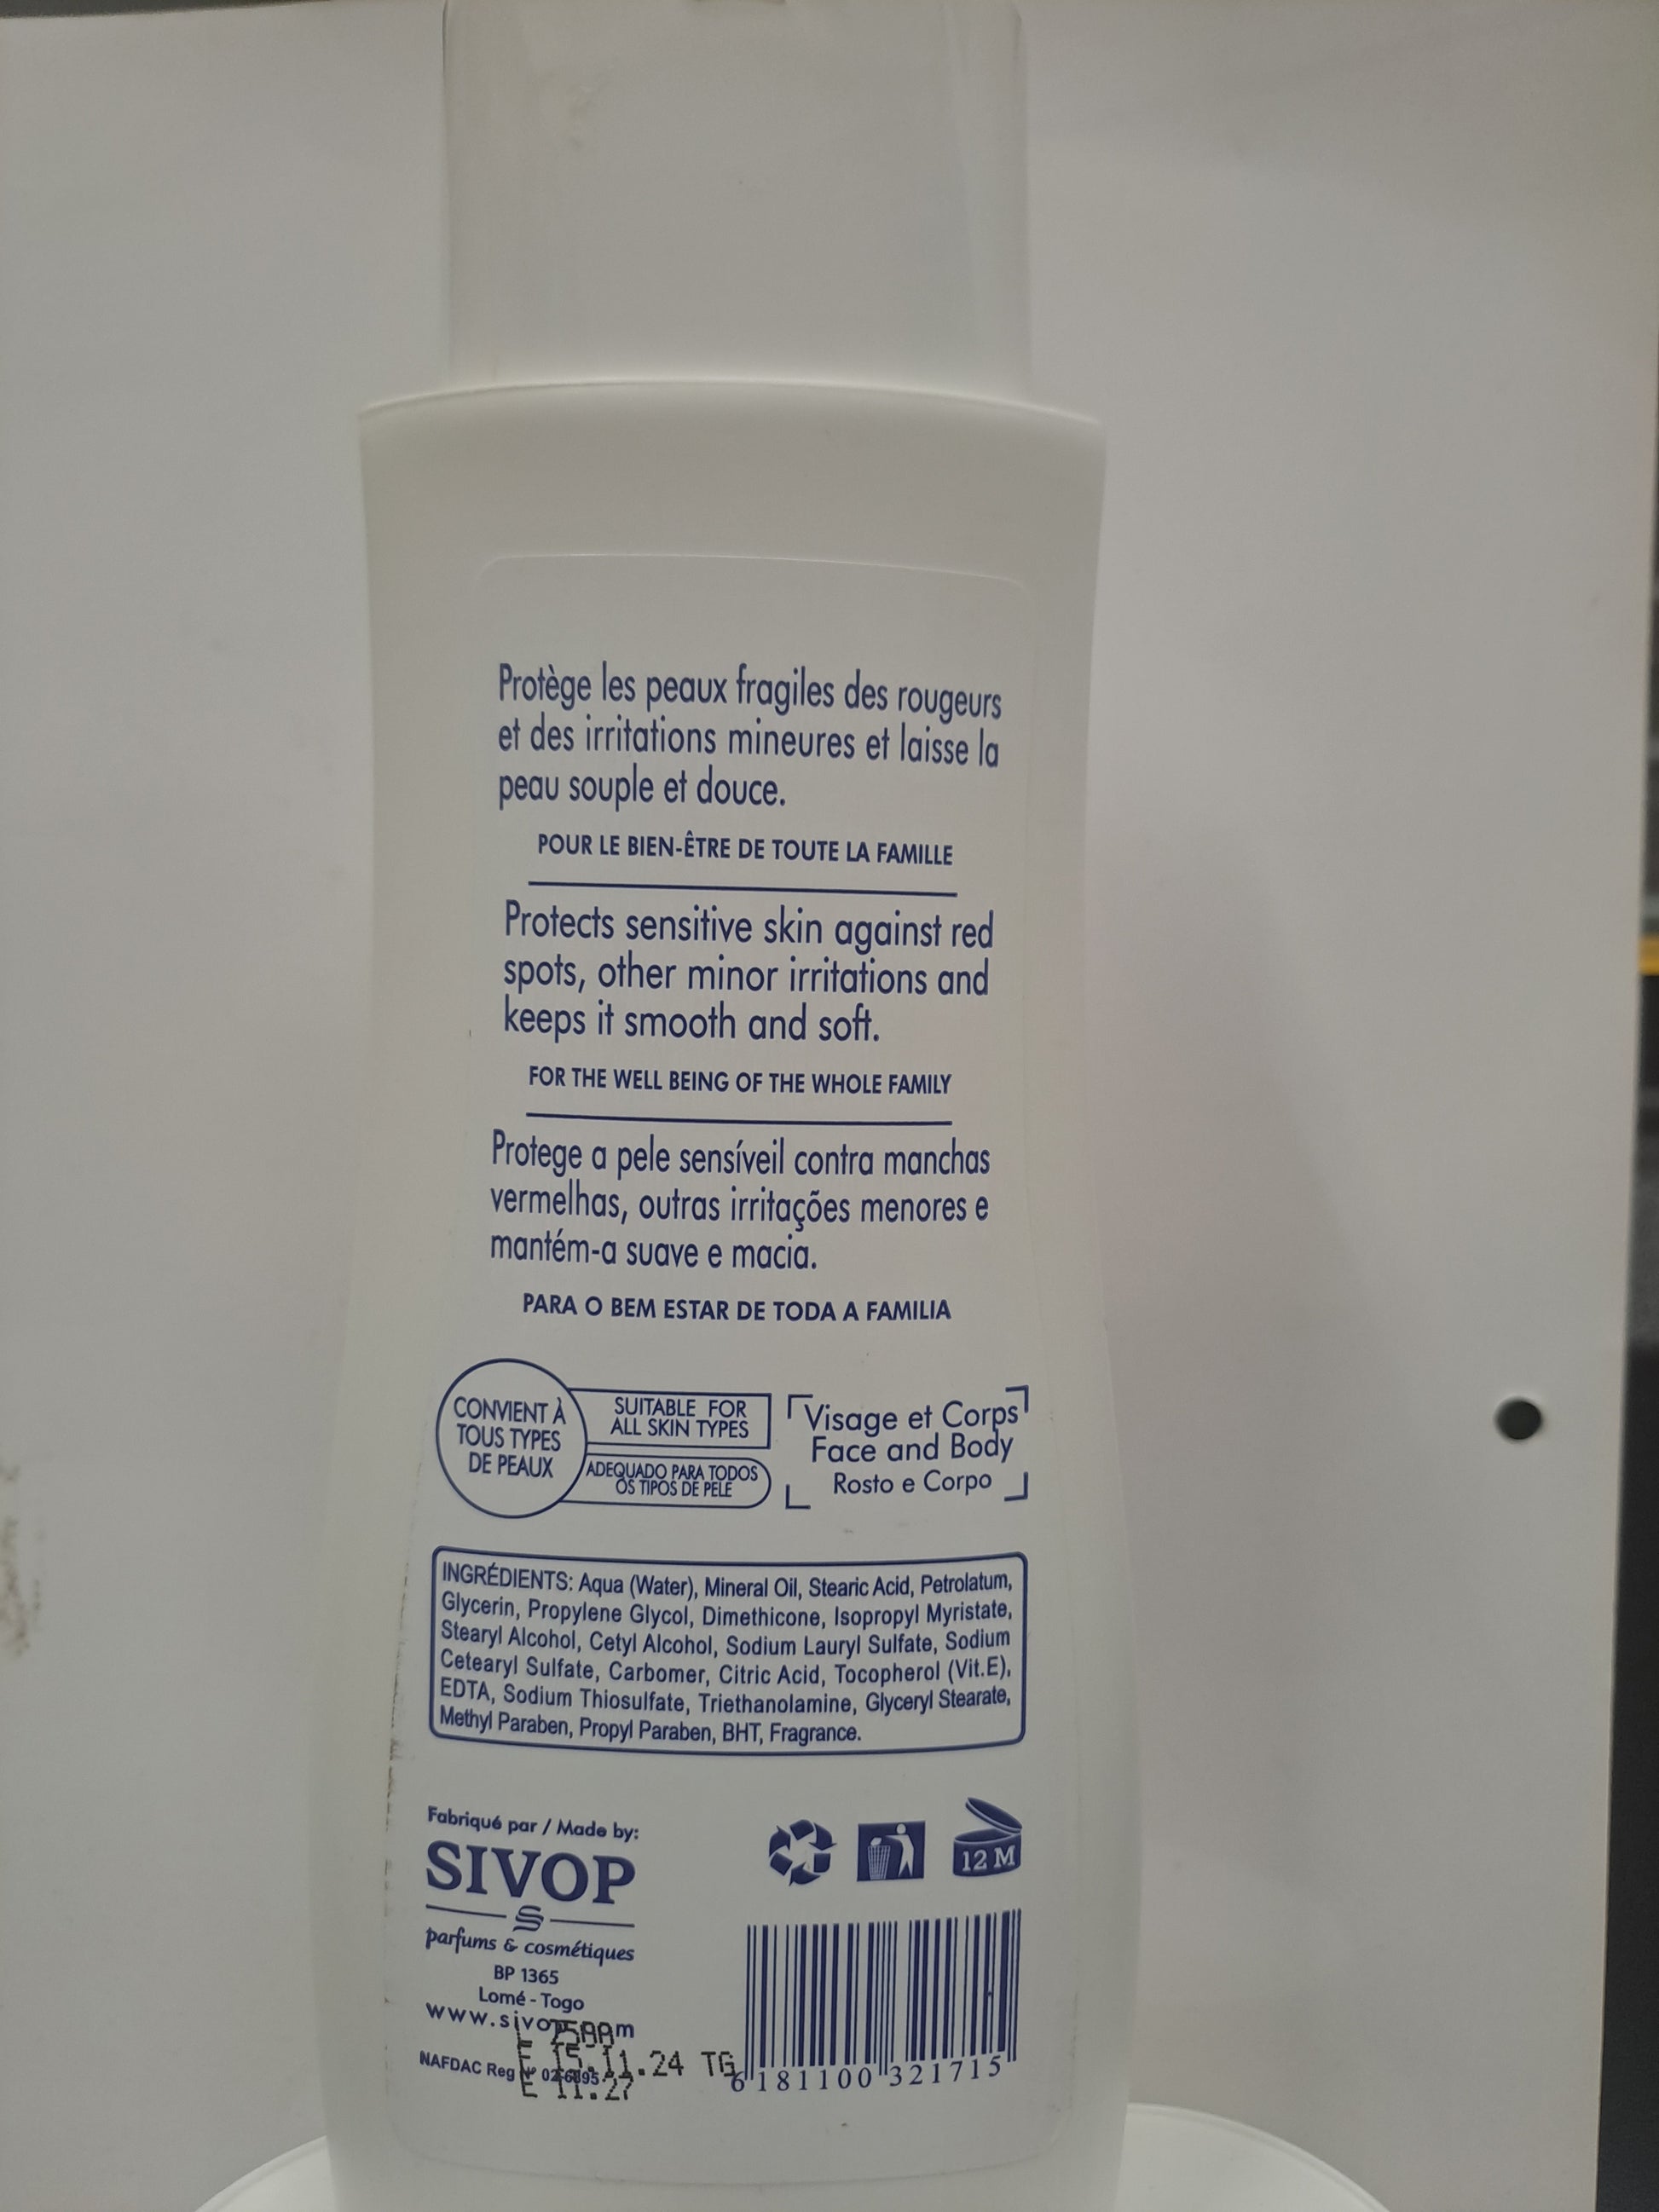 Protège les peaux fragiles des rougeurs
et des irritations mineures et laisse la
peau souple et douce.
POUR LE BIEN-ÊTRE DE TOUTE LA FAMILLE
Protects sensitive skin against red
spots, other minor irritations and
keeps it smooth and soft.
FOR THE WELL BEING OF THE WHOLE FAMILY
Protege a pele sensíveil contra manchas
vermelhas, outras irritações menores e
mantém-a suave e macia.
PARA O BEM ESTAR DE TODA A FAMILIA
CONVIENT À
TOUS TYPES
DE PEAUX
SUITABLE FOR
ALL SKIN TYPES
ADEQUADO PARA TODOS
OS TIPOS DE PELE
Visage et Corps
Face and Body
Rosto e Corpo
INGRÉDIENTS: Aqua (Water), Mineral Oil, Stearic Acid, Petrolatum,
Glycerin, Propylene Glycol, Dimethicone, Isopropyl Myristate,
Stearyl Alcohol, Cetyl Alcohol, Sodium Lauryl Sulfate, Sodium
Cetearyl Sulfate, Carbomer, Citric Acid, Tocopherol (Vit.E),
EDTA, Sodium Thiosulfate, Triethanolamine, Glyceryl Stearate,
Methyl Paraben, Propyl Paraben, BHT, Fragrance.
Fabriqué par / Made by:
SIVOP
parfums & cosmétiques
BP 1365
Lomé - Togo
15.11.24 TG
NAFDAC Reg N°
E 11.27
12 M
6 181100 321715